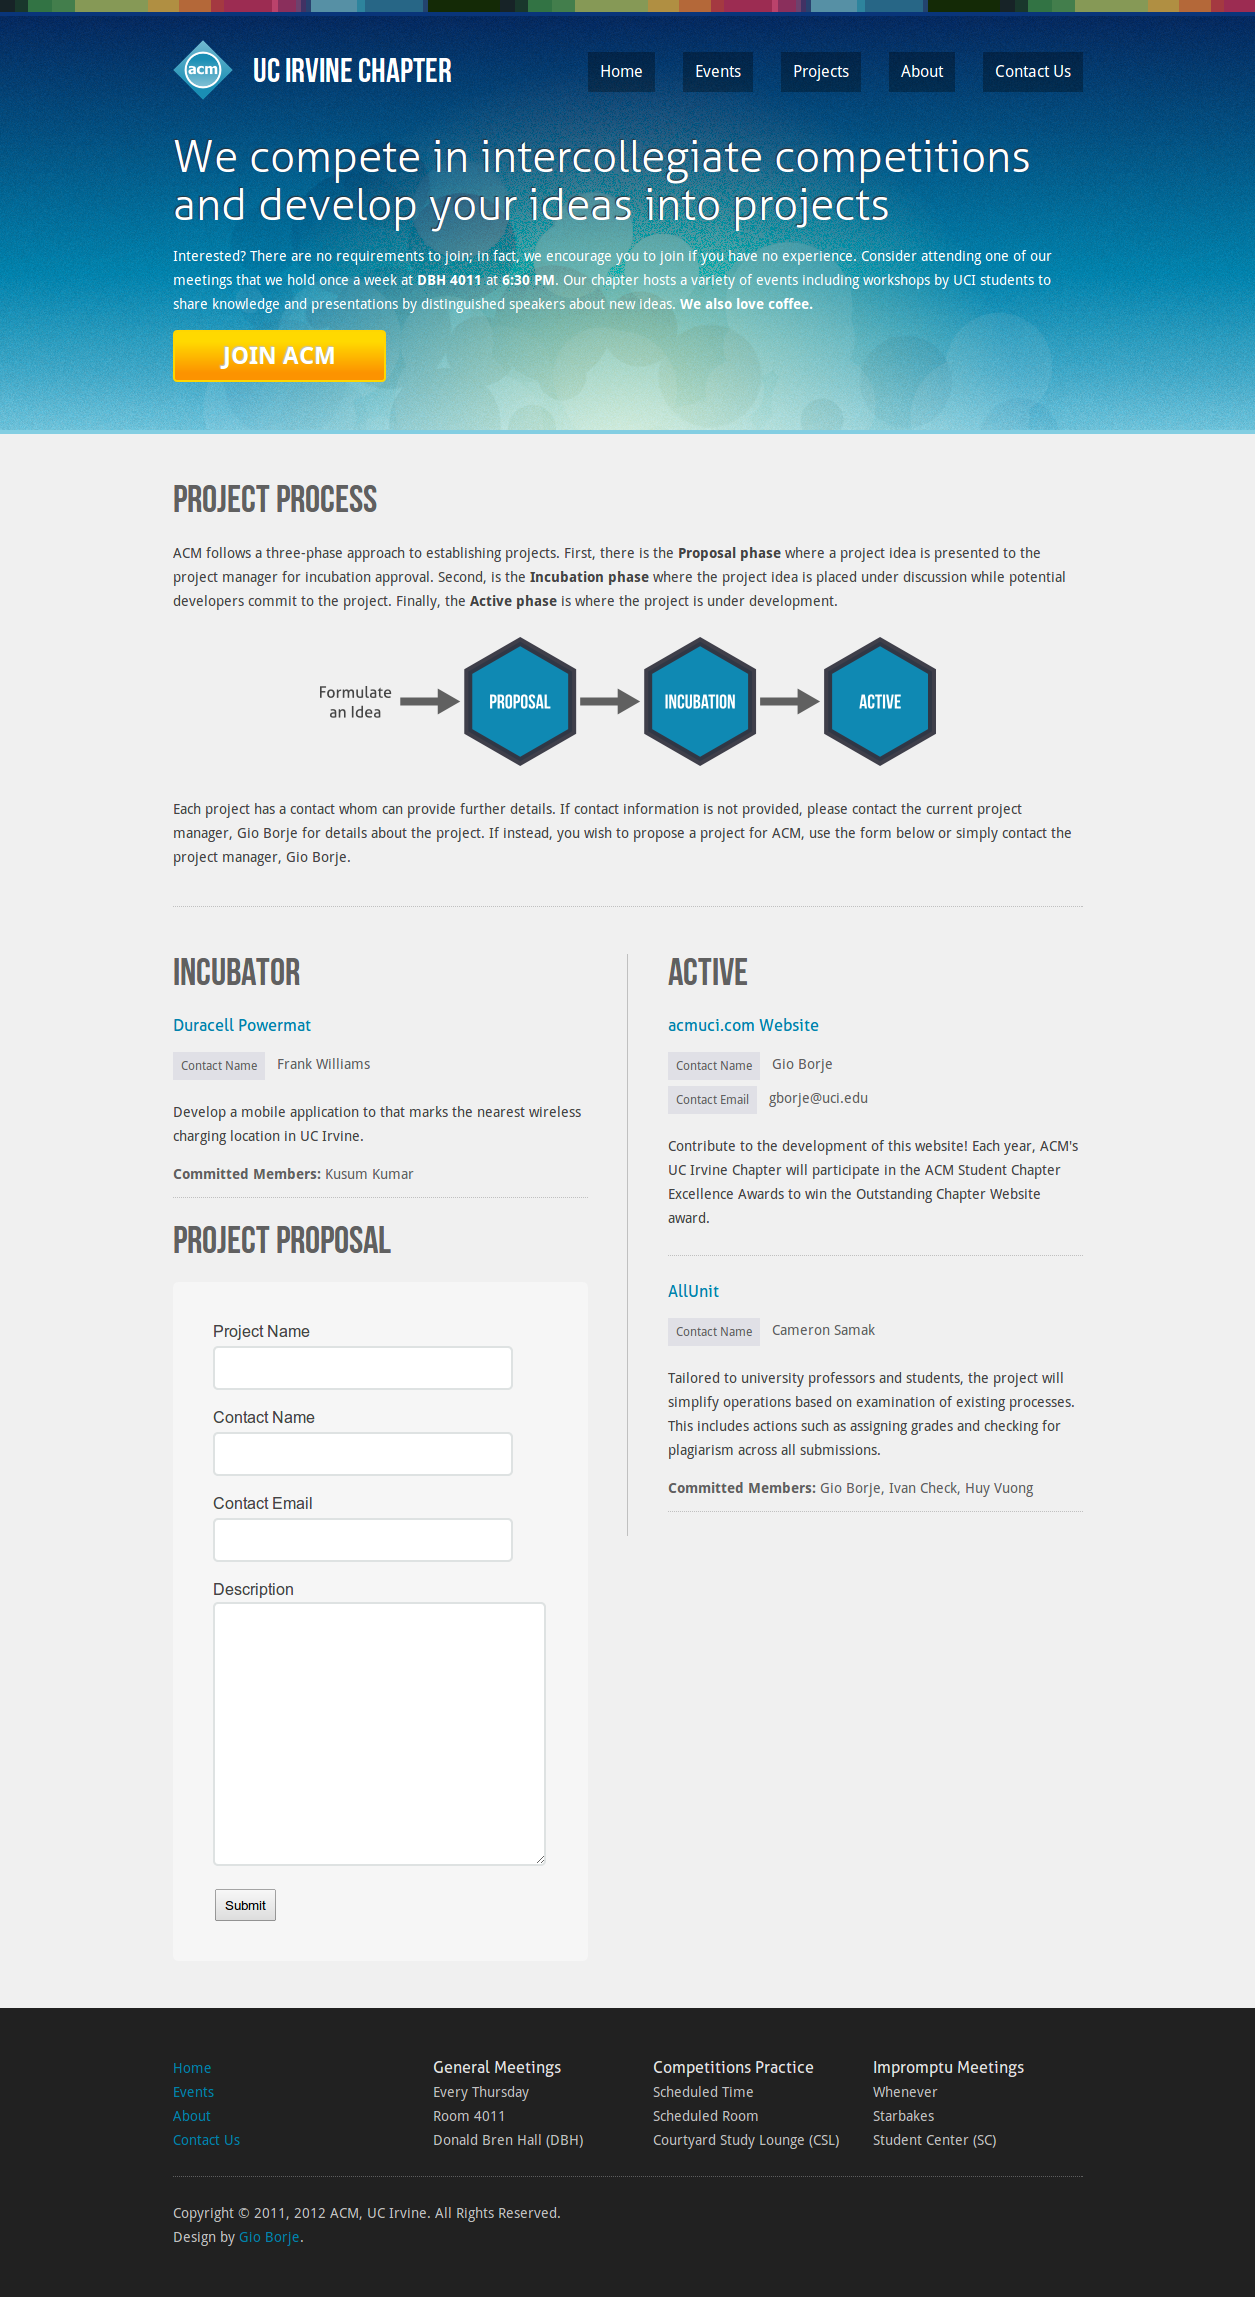 acm
UC IRVINE CHAPTER
Home
Events
Projects
About
Contact Us
We compete in intercollegiate competitions
and develop your ideas into projects
Interested? There are no requirements to join; in fact, we encourage you to join if you have no experience. Consider attending one of our
meetings that we hold once a week at DBH 4011 at 6:30 PM. Our chapter hosts a variety of events including workshops by UCI students to
share knowledge and presentations by distinguished speakers about new ideas. We also love coffee.
JOIN ACM
PROJECT PROCESS
ACM follows a three-phase approach to establishing projects. First, there is the Proposal phase where a project idea is presented to the
project manager for incubation approval. Second, is the Incubation phase where the project idea is placed under discussion while potential
developers commit to the project. Finally, the Active phase is where the project is under development.
Formulate
an Idea
PROPOSAL
INCUBATION
ACTIVE
Each project has a contact whom can provide further details. If contact information is not provided, please contact the current project
manager, Gio Borje for details about the project. If instead, you wish to propose a project for ACM, use the form below or simply contact the
project manager, Gio Borje.
INCUBATOR
Duracell Powermat
Contact Name Frank Williams
Develop a mobile application to that marks the nearest wireless
charging location in UC Irvine.
Committed Members: Kusum Kumar
PROJECT PROPOSAL
Project Name
Contact Name
Contact Email
Description
Submit
ACTIVE
acmuci.com Website
Contact Name Gio Borje
Contact Email gborje@uci.edu
Contribute to the development of this website! Each year, ACM's
UC Irvine Chapter will participate in the ACM Student Chapter
Excellence Awards to win the Outstanding Chapter Website
award.
AllUnit
Contact Name Cameron Samak
Tailored to university professors and students, the project will
simplify operations based on examination of existing processes.
This includes actions such as assigning grades and checking for
plagiarism across all submissions.
Committed Members: Gio Borje, Ivan Check, Huy Vuong
Home
Events
About
Contact Us
General Meetings
Every Thursday
Room 4011
Donald Bren Hall (DBH)
Competitions Practice
Scheduled Time
Scheduled Room
Courtyard Study Lounge (CSL)
Impromptu Meetings
Whenever
Starbakes
Student Center (SC)
Copyright © 2011, 2012 ACM, UC Irvine. All Rights Reserved.
Design by Gio Borje.